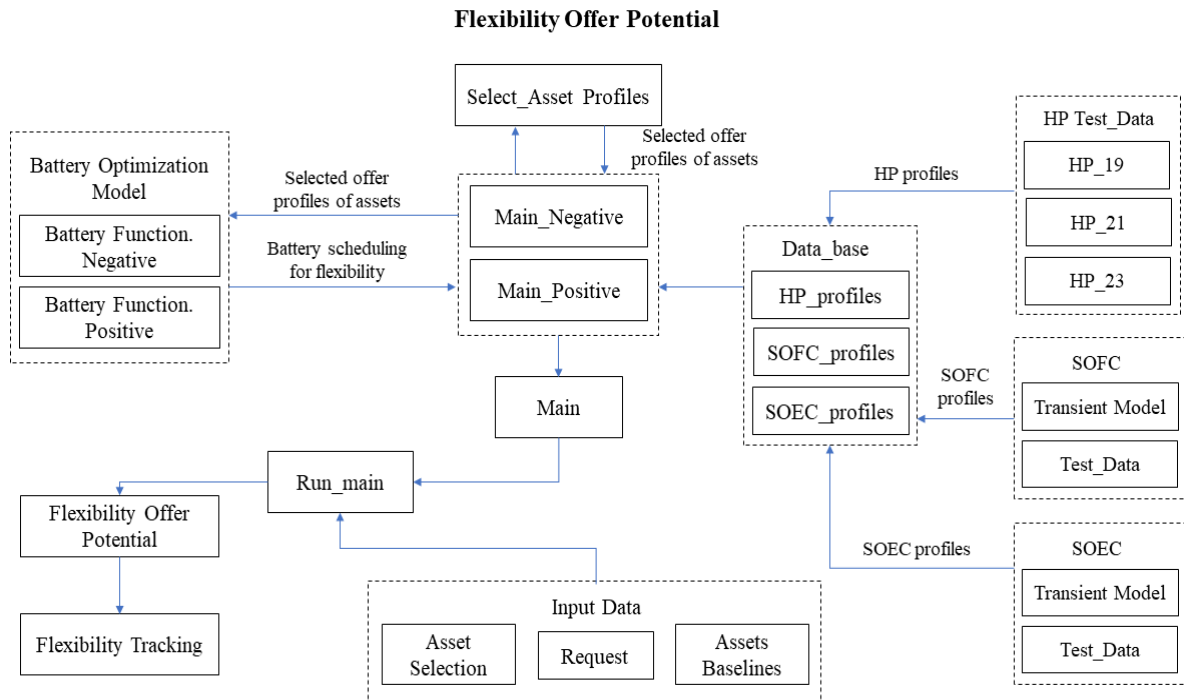 Flexibility Offer Potential
Select_Asset Profiles
Selected offer
profiles of assets
Battery Optimization
Model
Battery Function.
Negative
Battery Function.
Positive
Selected offer
profiles of assets
Battery scheduling
for flexibility
Main_Negative
Main_Positive
Main
Run_main
Flexibility Offer
Potential
Flexibility Tracking
Input Data
Asset
Selection
Request
Assets
Baselines
Data_base
HP_profiles
SOFC_profiles
SOEC_profiles
HP profiles
SOFC
profiles
SOEC profiles
HP Test_Data
HP_19
HP_21
HP_23
SOFC
Transient Model
Test_Data
SOEC
Transient Model
Test_Data